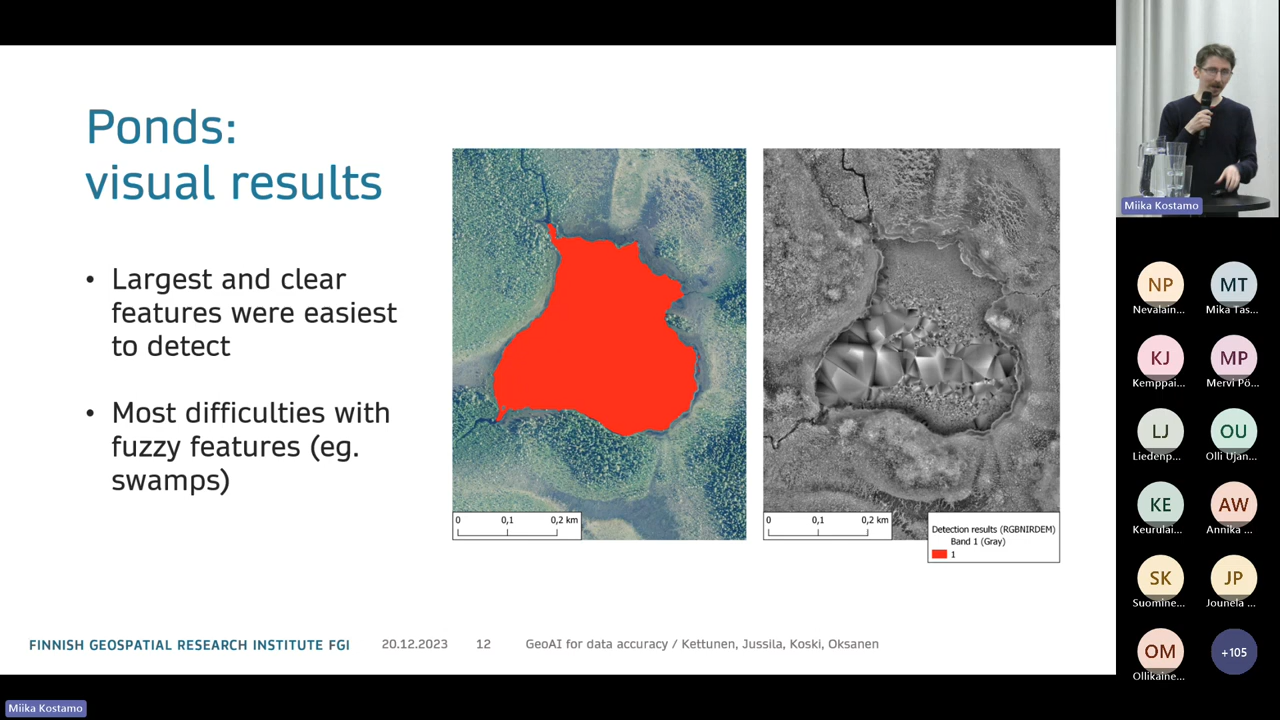 Ponds:
visual results
• Largest and clear
features were easiest
to detect
• Most difficulties with
fuzzy features (eg.
swamps)
0 0,1 0,2 km
0 0,1 0,2 km
Detection results (RGBNIRDEM)
Band 1 (Gray)
1
FINNISH GEOSPATIAL RESEARCH INSTITUTE FGI 20.12.2023 12 GeoAI for data accuracy / Kettunen, Jussila, Koski, Oksanen
Miika Kostamo
NP MT
Nevalain... Mika Tas...
KJ MP
Kemppai... Mervi Pö...
LJ OU
Liedenp... Olli Ujan...
KE AW
Keurulai... Annika ...
SK JP
Suomine... Jounela ...
OM +105
Ollikaine...
Miika Kostamo